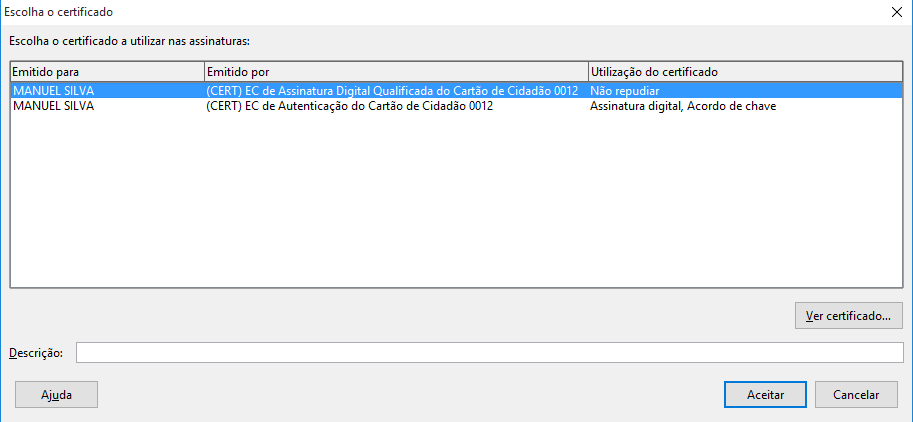 Escolha o certificado
Escolha o certificado a utilizar nas assinaturas:
Emitido para Emitido por Utilização do certificado
MANUEL SILVA (CERT) EC de Assinatura Digital Qualificada do Cartão de Cidadão 0012 Não repudiar
MANUEL SILVA (CERT) EC de Autenticação do Cartão de Cidadão 0012 Assinatura digital, Acordo de chave
Ver certificado...
Descrição:
Ajuda Aceitar Cancelar